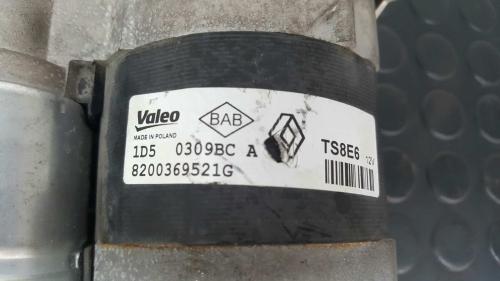 Valeo
MADE IN POLAND
BAB
TS8E6
12V
1D5 0309BC A
8200369521G